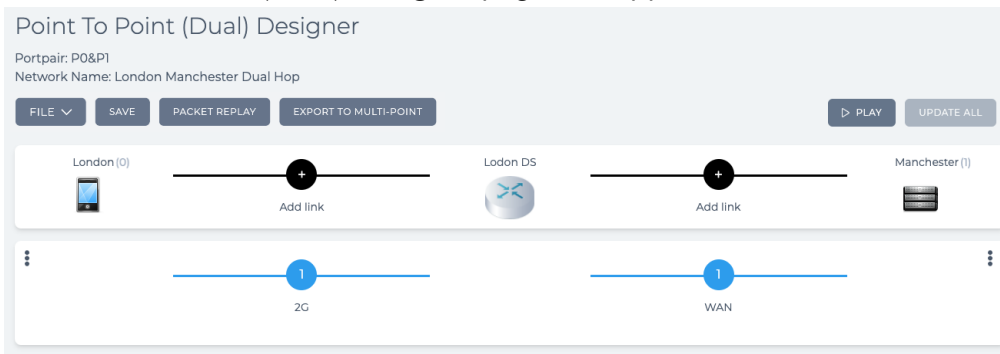 Point To Point (Dual) Designer
Portpair: P0&P1
Network Name: London Manchester Dual Hop
FILE SAVE PACKET REPLAY EXPORT TO MULTI-POINT PLAY UPDATE ALL
London (0) Lodon DS Manchester (1)
+ +
Add link Add link
1 1
2G WAN